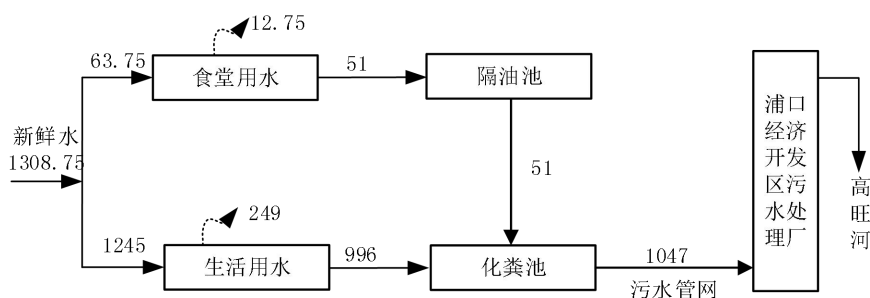 12.75
63.75
食堂用水
51
隔油池
新鲜水
1308.75
51
249
1245
生活用水
996
化粪池
1047
污水管网
浦口
经济
开发
区污
水处
理厂
高
旺
河